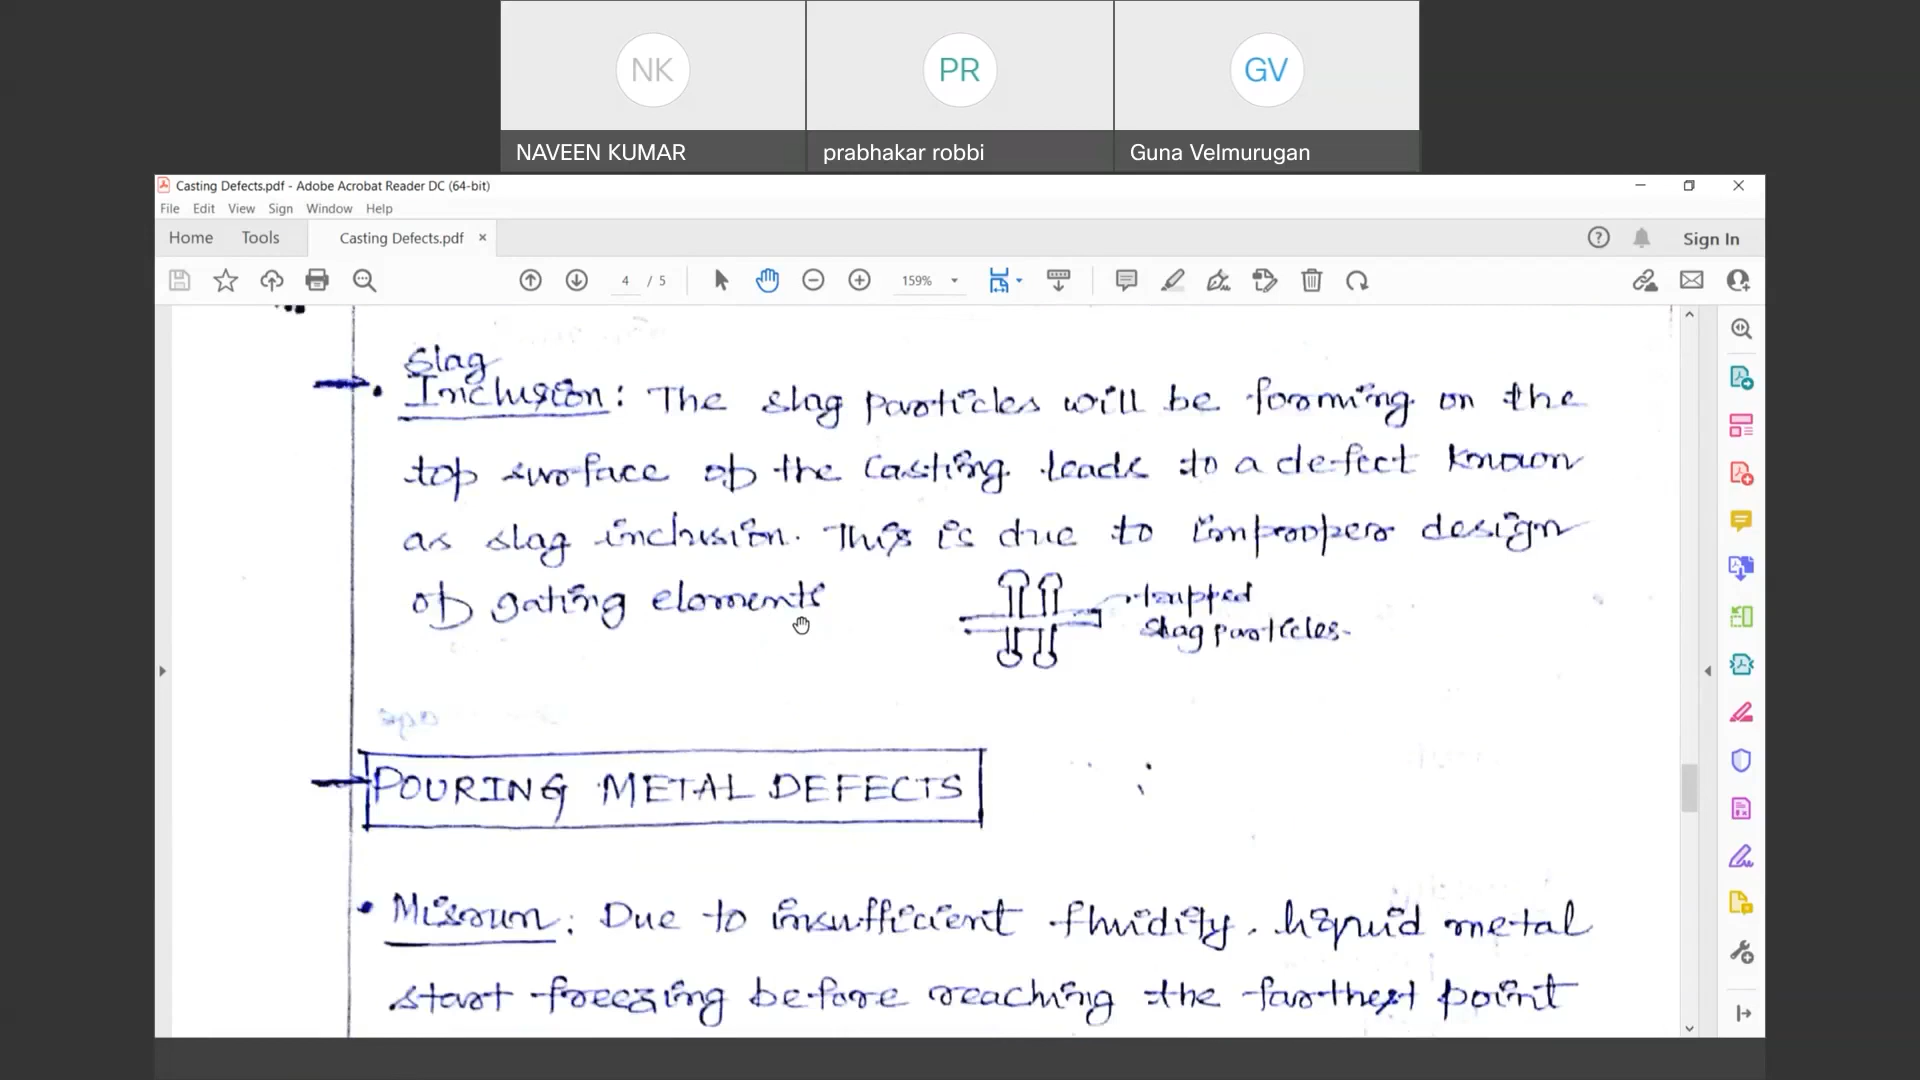 NK
PR
GV
NAVEEN KUMAR
prabhakar robbi
Guna Velmurugan
Casting Defects.pdf - Adobe Acrobat Reader DC (64-bit)
File Edit View Sign Window Help
Home Tools Casting Defects.pdf ×
Sign In
4 / 5
159%
Slag
Inclusion: The slag particles will be forming on the
top surface of the Casting. leads to a defect known
as slag inclusion. This is due to improper design
of gating elements
trapped
Slag particles.
POURING METAL DEFECTS
Misrun: Due to insufficient fluidity. liquid metal
start freezing before reaching the farthest point